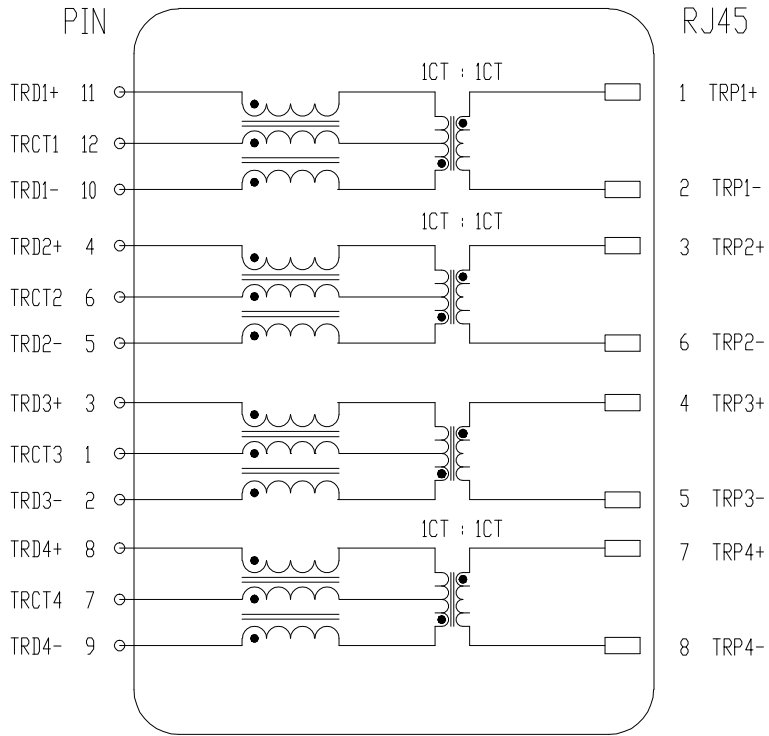 PIN RJ45
1CT : 1CT
TRD1+ 11 1 TRP1+
TRCT1 12
TRD1- 10 2 TRP1-
1CT : 1CT
TRD2+ 4 3 TRP2+
TRCT2 6
TRD2- 5 6 TRP2-
TRD3+ 3 4 TRP3+
TRCT3 1
TRD3- 2 5 TRP3-
1CT : 1CT
TRD4+ 8 7 TRP4+
TRCT4 7
TRD4- 9 8 TRP4-